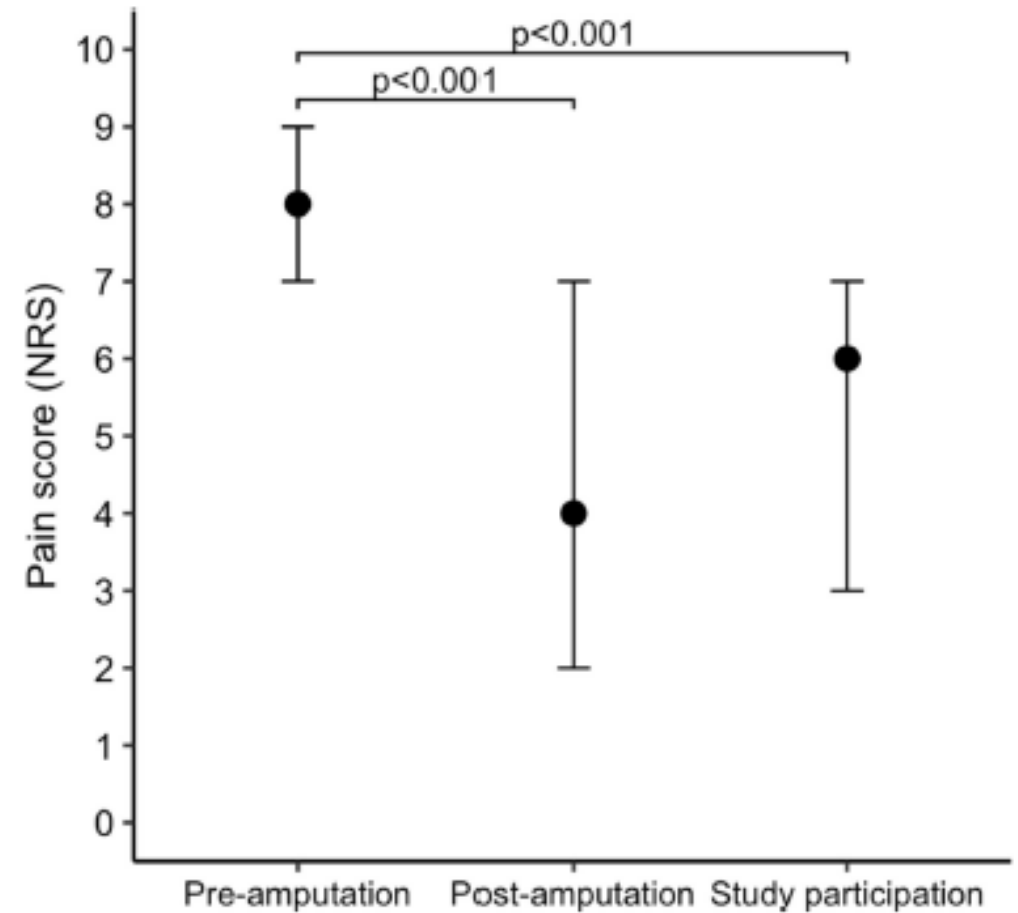 p<0.001
p<0.001
10
9
8
7
6
5
4
3
2
1
0
Pain score (NRS)
Pre-amputation Post-amputation Study participation